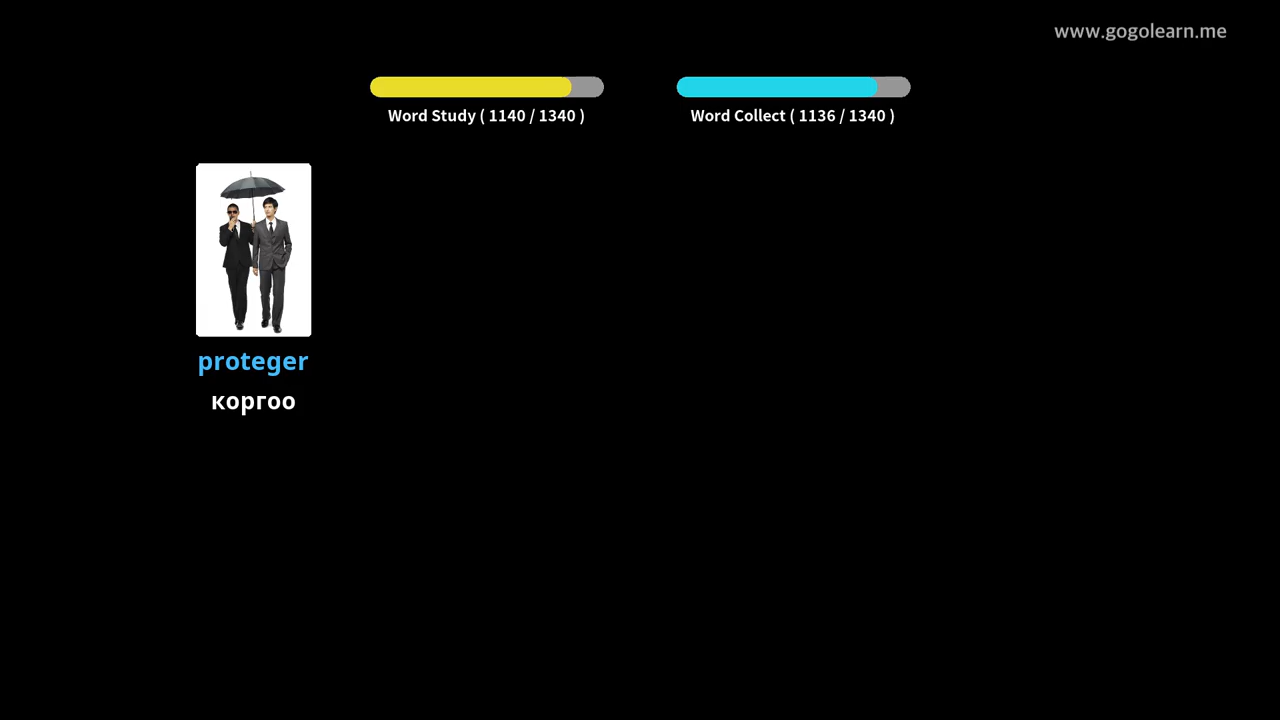 www.gogolearn.me
Word Study ( 1140 / 1340 )
Word Collect ( 1136 / 1340 )
proteger
коргоо